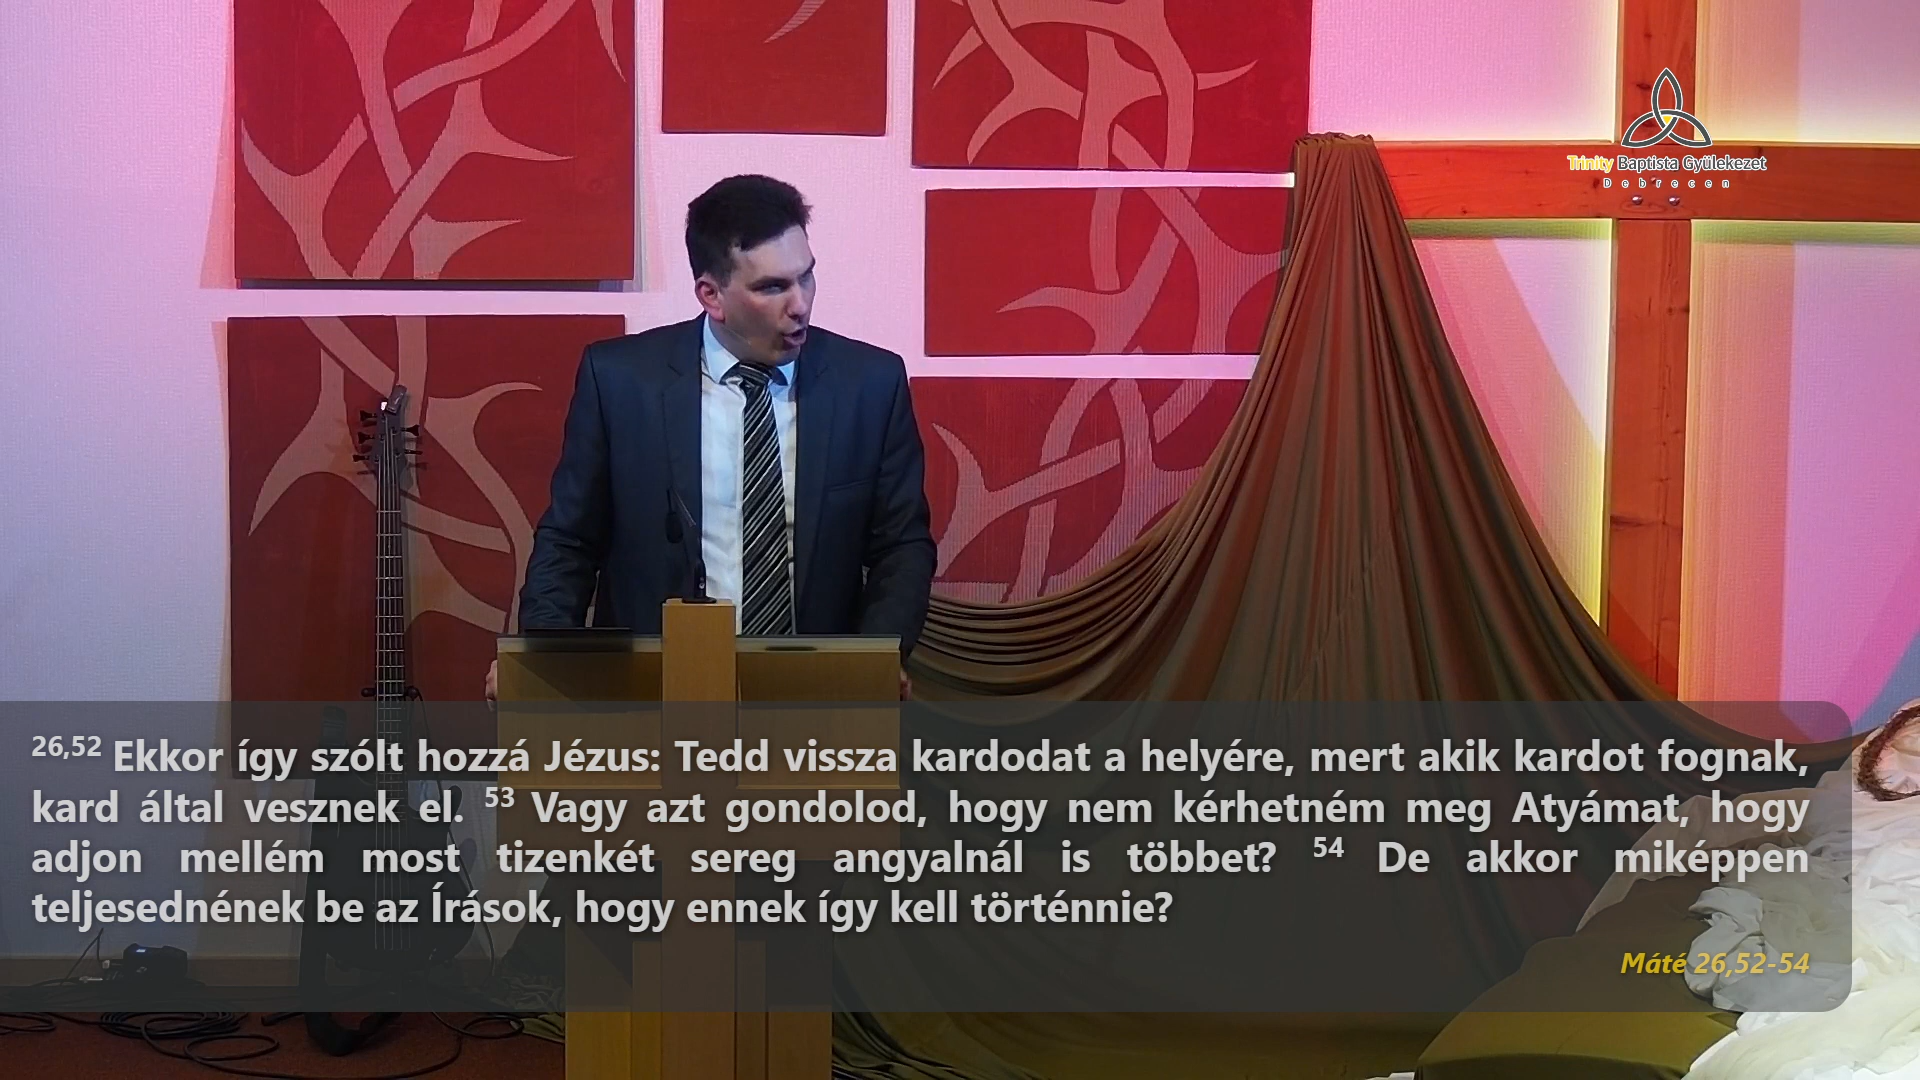 Trinity Baptista Gyülekezet
Debrecen
26,52 Ekkor így szólt hozzá Jézus: Tedd vissza kardodat a helyére, mert akik kardot fognak,
kard által vesznek el. 53 Vagy azt gondolod, hogy nem kérhetném meg Atyámat, hogy
adjon mellém most tizenkét sereg angyalnál is többet? 54 De akkor miképpen
teljesednének be az Írások, hogy ennek így kell történnie?
Máté 26,52-54